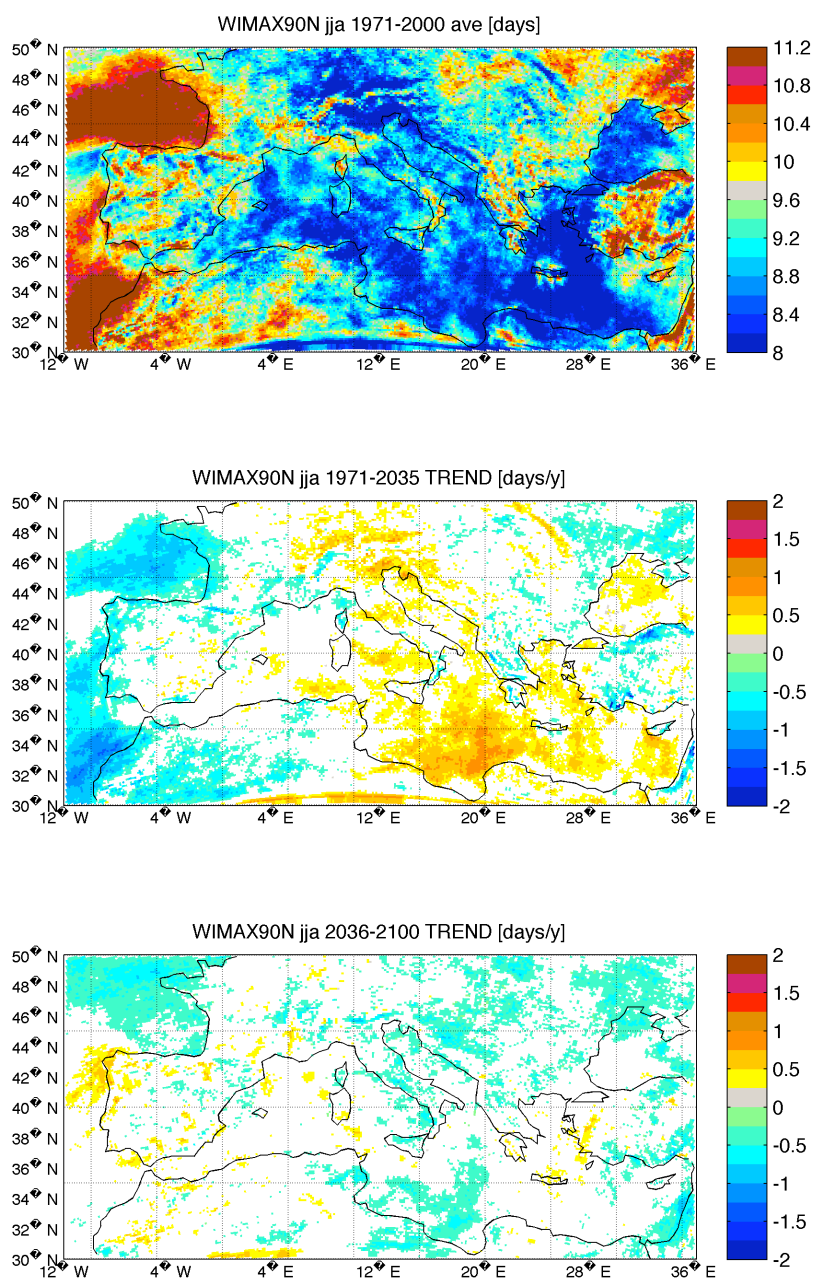 WIMAX90N jja 1971-2000 ave [days]
50� N
48� N
46� N
44� N
42� N
40� N
38� N
36� N
34� N
32� N
30� N
12� W
4� W
4� E
12� E
20� E
28� E
36� E
11.2
10.8
10.4
10
9.6
9.2
8.8
8.4
8
WIMAX90N jja 1971-2035 TREND [days/y]
50� N
48� N
46� N
44� N
42� N
40� N
38� N
36� N
34� N
32� N
30� N
12� W
4� W
4� E
12� E
20� E
28� E
36� E
2
1.5
1
0.5
0
-0.5
-1
-1.5
-2
WIMAX90N jja 2036-2100 TREND [days/y]
50� N
48� N
46� N
44� N
42� N
40� N
38� N
36� N
34� N
32� N
30� N
12� W
4� W
4� E
12� E
20� E
28� E
36� E
2
1.5
1
0.5
0
-0.5
-1
-1.5
-2